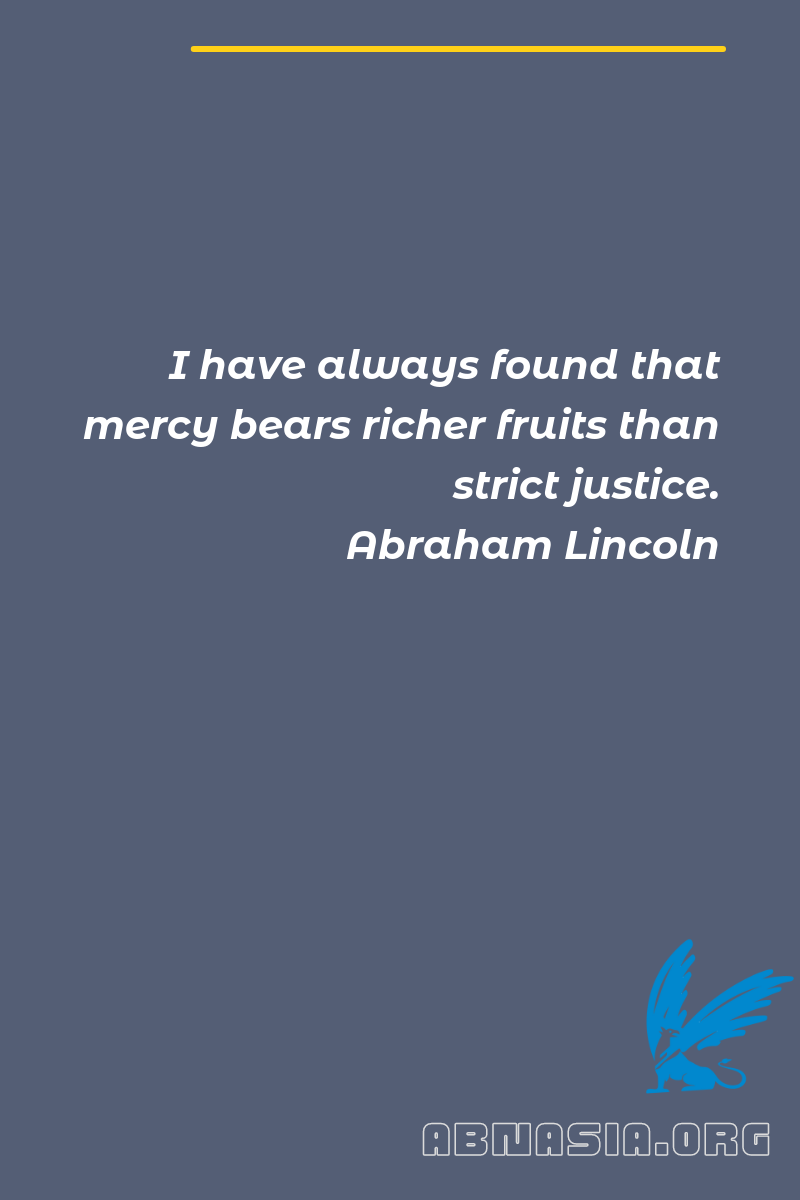 I have always found that
mercy bears richer fruits than
strict justice.
Abraham Lincoln
ABNASIA.ORG